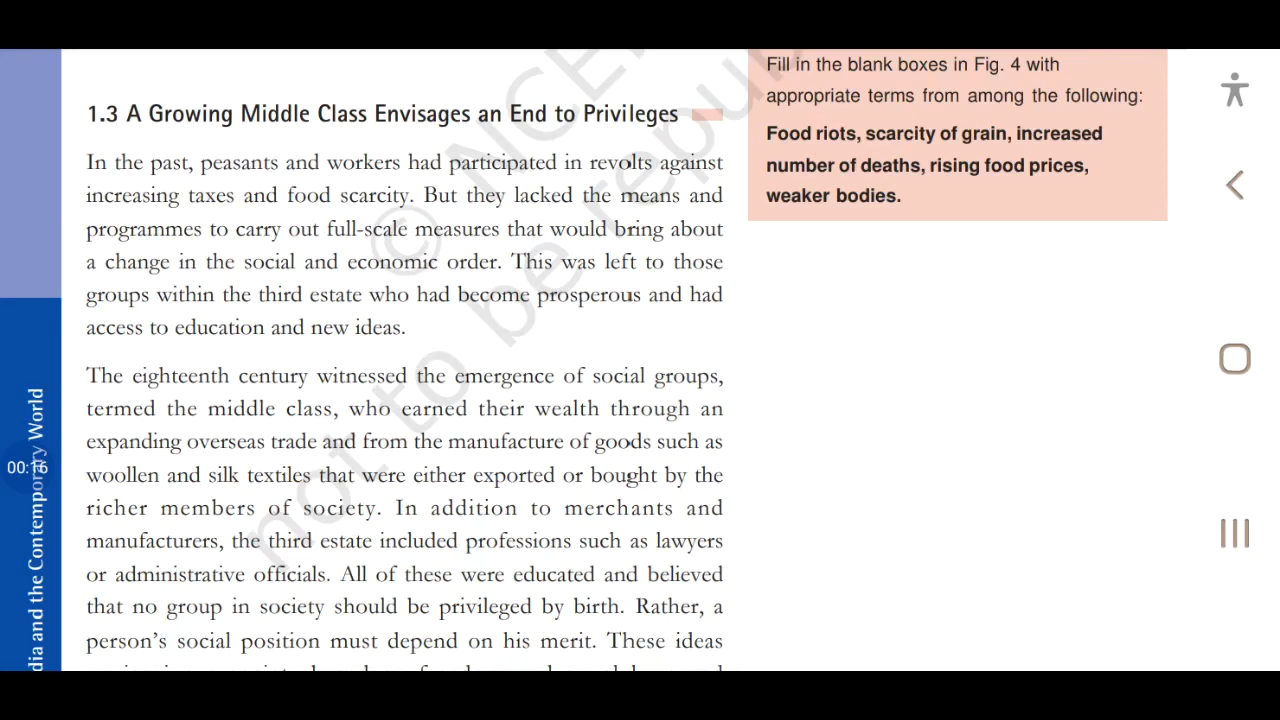 Fill in the blank boxes in Fig. 4 with
appropriate terms from among the following:
Food riots, scarcity of grain, increased
number of deaths, rising food prices,
weaker bodies.
1.3 A Growing Middle Class Envisages an End to Privileges
In the past, peasants and workers had participated in revolts against
increasing taxes and food scarcity. But they lacked the means and
programmes to carry out full-scale measures that would bring about
a change in the social and economic order. This was left to those
groups within the third estate who had become prosperous and had
access to education and new ideas.
The eighteenth century witnessed the emergence of social groups,
termed the middle class, who earned their wealth through an
expanding overseas trade and from the manufacture of goods such as
woollen and silk textiles that were either exported or bought by the
richer members of society. In addition to merchants and
manufacturers, the third estate included professions such as lawyers
or administrative officials. All of these were educated and believed
that no group in society should be privileged by birth. Rather, a
person's social position must depend on his merit. These ideas
dia and the Contemporary World
00:16
© NCE
not to be republ